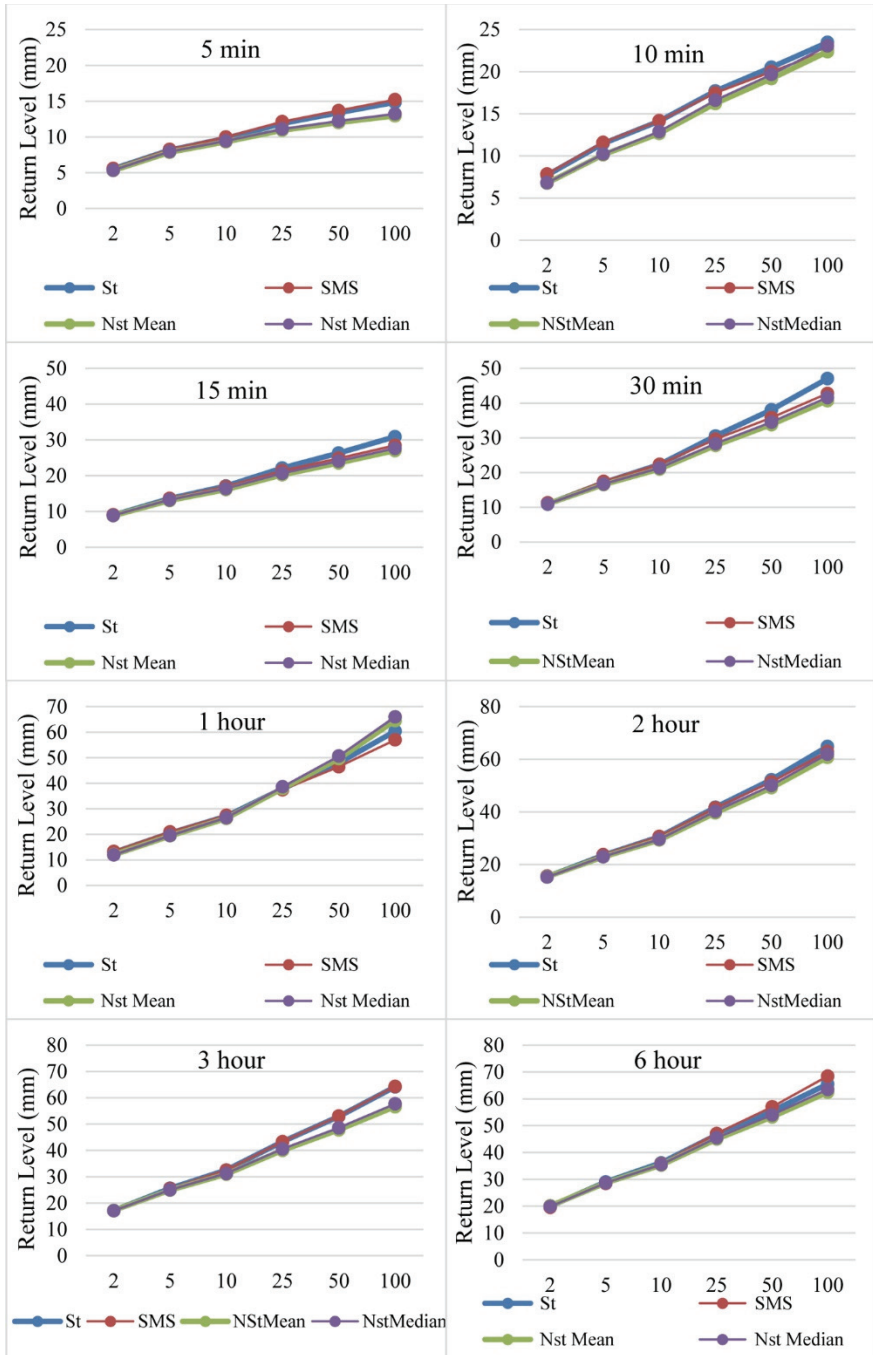 5 min
Return Level (mm)
25
20
15
10
5
0
2 5 10 25 50 100
St SMS
Nst Mean Nst Median
10 min
Return Level (mm)
25
20
15
10
5
0
2 5 10 25 50 100
St SMS
NStMean NstMedian
15 min
Return Level (mm)
50
40
30
20
10
0
2 5 10 25 50 100
St SMS
Nst Mean Nst Median
30 min
Return Level (mm)
50
40
30
20
10
0
2 5 10 25 50 100
St SMS
NStMean NstMedian
1 hour
Return Level (mm)
70
60
50
40
30
20
10
0
2 5 10 25 50 100
St SMS
Nst Mean Nst Median
2 hour
Return Level (mm)
80
60
40
20
0
2 5 10 25 50 100
St SMS
NStMean NstMedian
3 hour
Return Level (mm)
80
70
60
50
40
30
20
10
0
2 5 10 25 50 100
St SMS NStMean NstMedian
6 hour
Return Level (mm)
80
70
60
50
40
30
20
10
0
2 5 10 25 50 100
St SMS
Nst Mean Nst Median